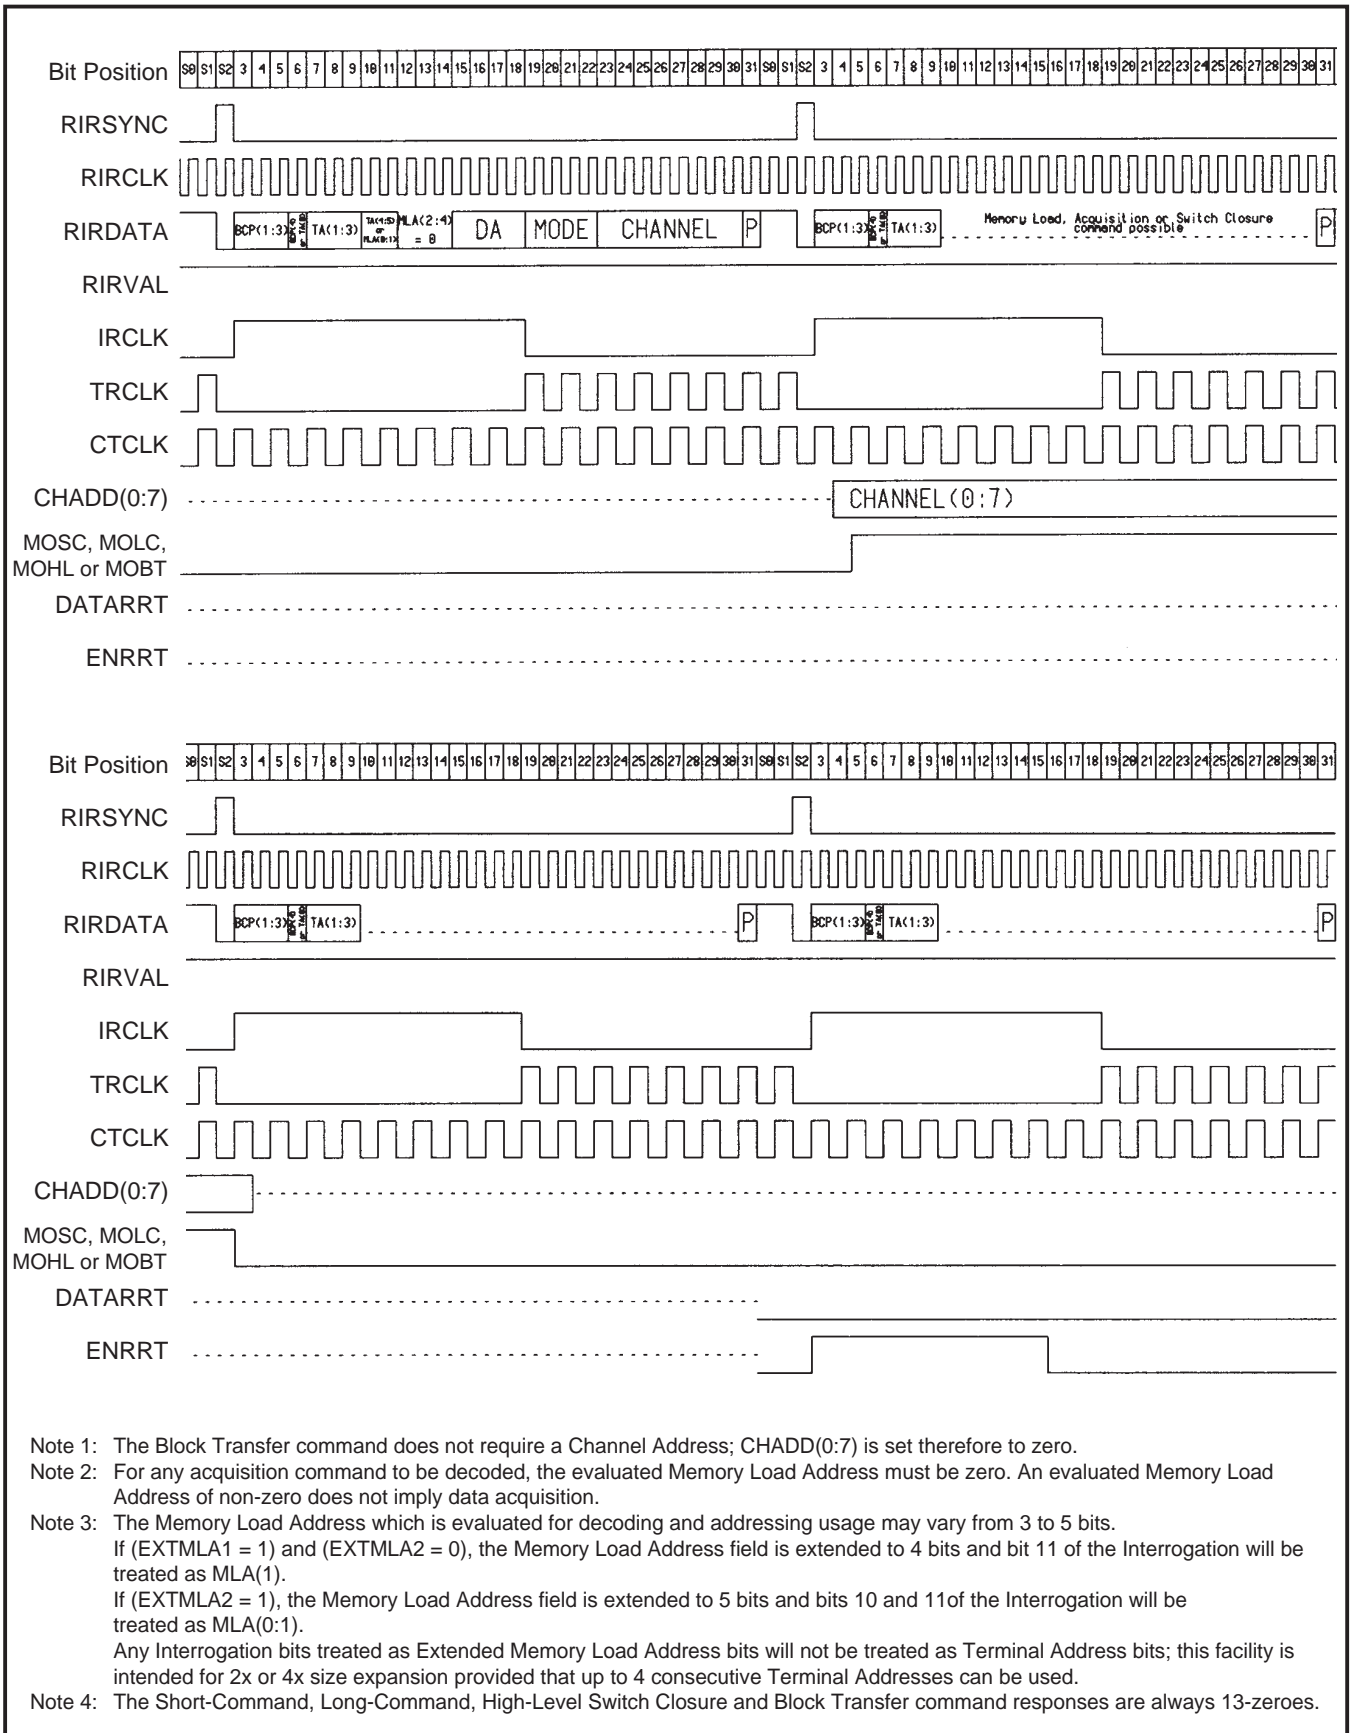 Bit Position S0 S1 S2 3 4 5 6 7 8 9 10 11 12 13 14 15 16 17 18 19 20 21 22 23 24 25 26 27 28 29 30 31 S0 S1 S2 3 4 5 6 7 8 9 10 11 12 13 14 15 16 17 18 19 20 21 22 23 24 25 26 27 28 29 30 31
RIRSYNC
RIRCLK
RIRDATA BCP(1:3) TA(1:3) TA(4:5) or MLA(0:1) MLA(2:4) = 0 DA MODE CHANNEL P BCP(1:3) TA(1:3) Memory Load, Acquisition or Switch Closure command possible P
RIRVAL
IRCLK
TRCLK
CTCLK
CHADD(0:7) CHANNEL(0:7)
MOSC, MOLC,
MOHL or MOBT
DATARRT
ENRRT
Bit Position S0 S1 S2 3 4 5 6 7 8 9 10 11 12 13 14 15 16 17 18 19 20 21 22 23 24 25 26 27 28 29 30 31 S0 S1 S2 3 4 5 6 7 8 9 10 11 12 13 14 15 16 17 18 19 20 21 22 23 24 25 26 27 28 29 30 31
RIRSYNC
RIRCLK
RIRDATA BCP(1:3) TA(1:3) P BCP(1:3) TA(1:3) P
RIRVAL
IRCLK
TRCLK
CTCLK
CHADD(0:7)
MOSC, MOLC,
MOHL or MOBT
DATARRT
ENRRT
Note 1: The Block Transfer command does not require a Channel Address; CHADD(0:7) is set therefore to zero.
Note 2: For any acquisition command to be decoded, the evaluated Memory Load Address must be zero. An evaluated Memory Load
Address of non-zero does not imply data acquisition.
Note 3: The Memory Load Address which is evaluated for decoding and addressing usage may vary from 3 to 5 bits.
If (EXTMLA1 = 1) and (EXTMLA2 = 0), the Memory Load Address field is extended to 4 bits and bit 11 of the Interrogation will be
treated as MLA(1).
If (EXTMLA2 = 1), the Memory Load Address field is extended to 5 bits and bits 10 and 11of the Interrogation will be
treated as MLA(0:1).
Any Interrogation bits treated as Extended Memory Load Address bits will not be treated as Terminal Address bits; this facility is
intended for 2x or 4x size expansion provided that up to 4 consecutive Terminal Addresses can be used.
Note 4: The Short-Command, Long-Command, High-Level Switch Closure and Block Transfer command responses are always 13-zeroes.